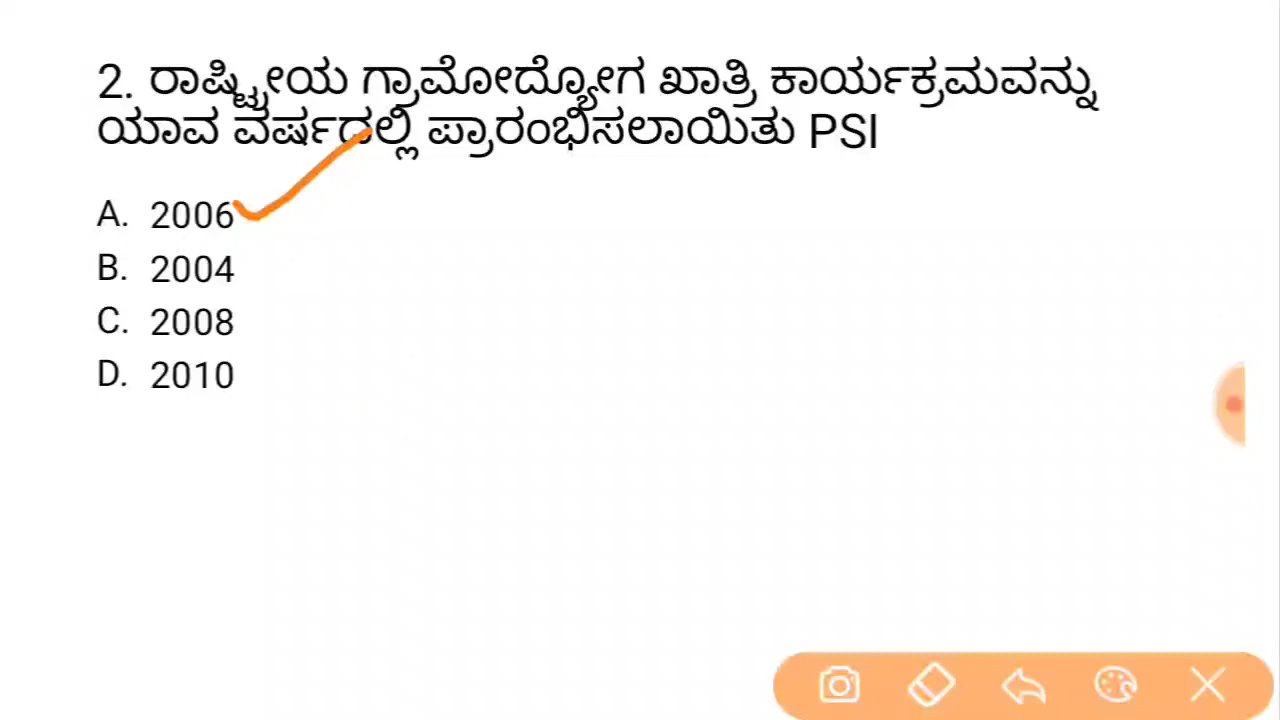 2. ರಾಷ್ಟ್ರೀಯ ಗ್ರಾಮೋದ್ಯೋಗ ಖಾತ್ರಿ ಕಾರ್ಯಕ್ರಮವನ್ನು
ಯಾವ ವರ್ಷದಲ್ಲಿ ಪ್ರಾರಂಭಿಸಲಾಯಿತು PSI
A. 2006
B. 2004
C. 2008
D. 2010